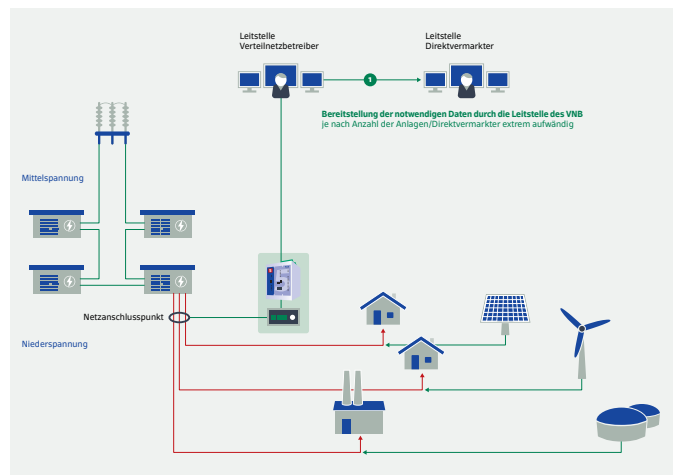 Leitstelle
Verteilnetzbetreiber
Leitstelle
Direktvermarkter
1
Bereitstellung der notwendigen Daten durch die Leitstelle des VNB
je nach Anzahl der Anlagen/Direktvermarkter extrem aufwändig
Mittelspannung
Netzanschlusspunkt
Niederspannung